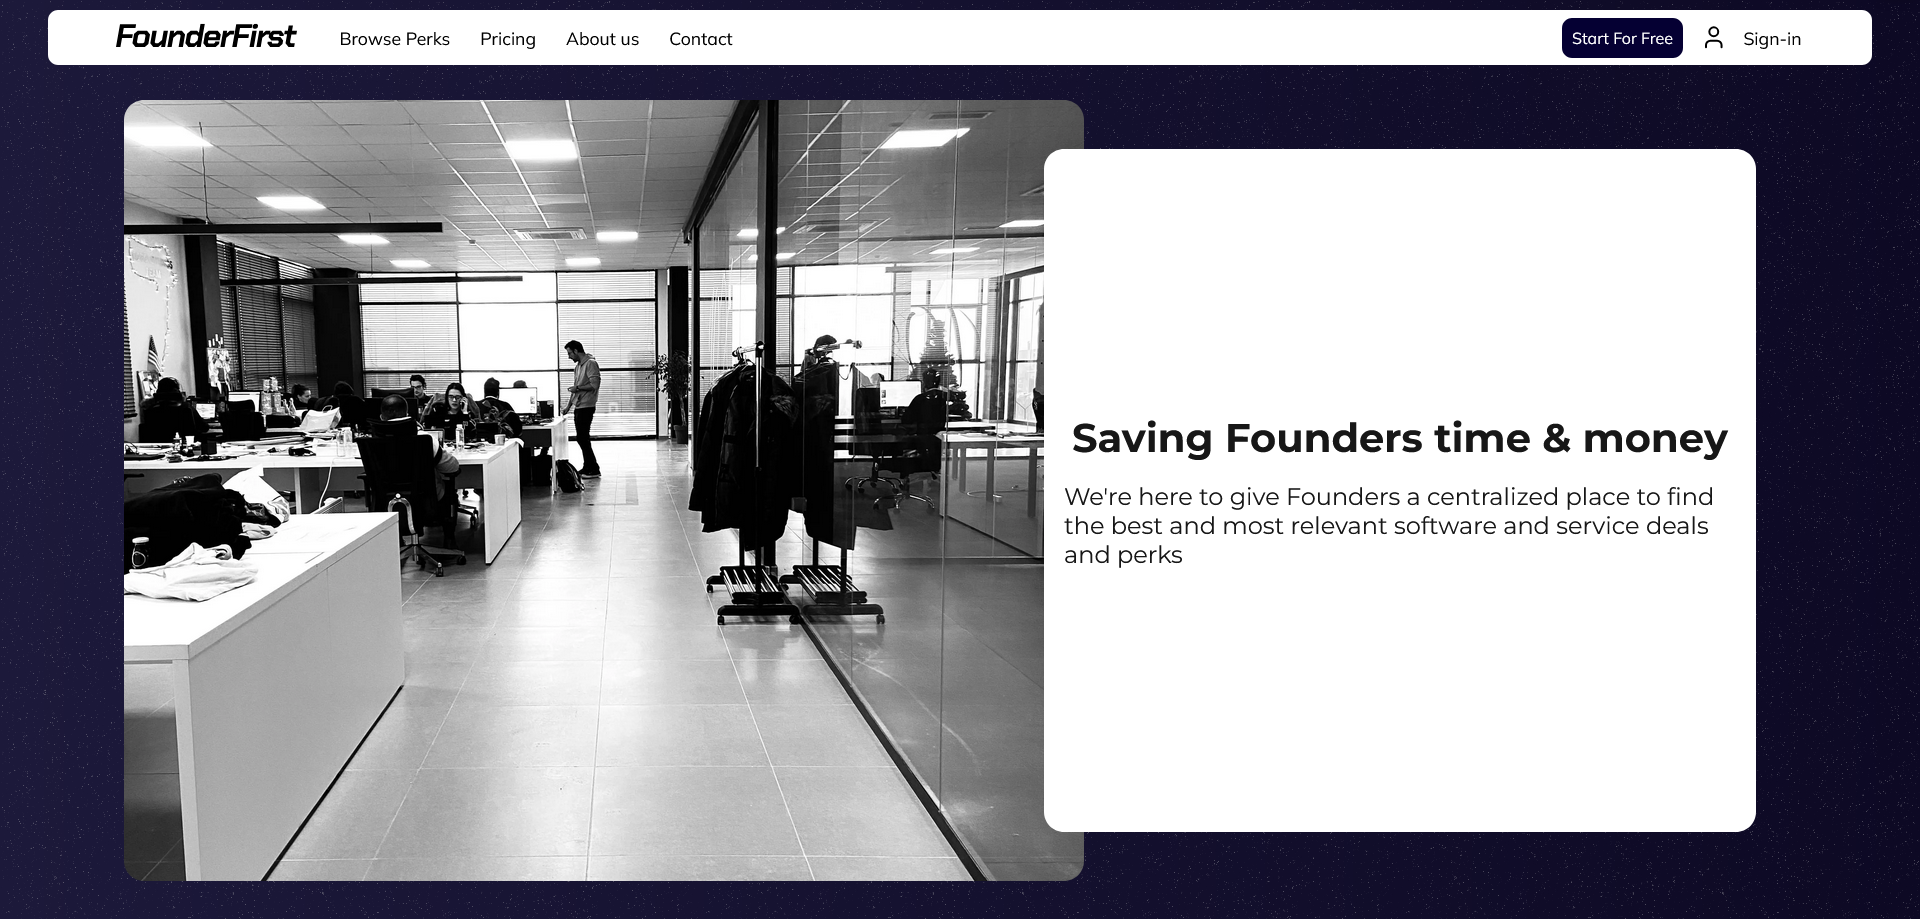 FounderFirst
Browse Perks
Pricing
About us
Contact
Start For Free
Sign-in
Saving Founders time & money
We're here to give Founders a centralized place to find
the best and most relevant software and service deals
and perks